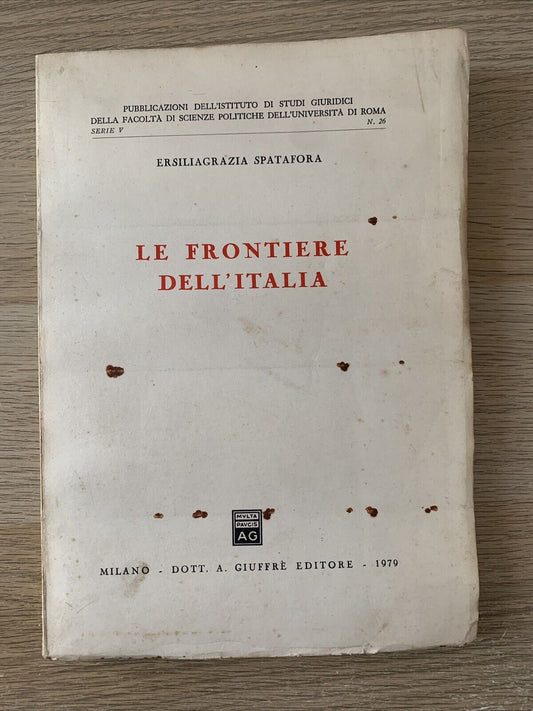 PUBBLICAZIONI DELL'ISTITUTO DI STUDI GIURIDICI
DELLA FACOLTÀ DI SCIENZE POLITICHE DELL'UNIVERSITÀ DI ROMA
SERIE V N. 26
ERSILIAGRAZIA SPATAFORA
LE FRONTIERE
DELL'ITALIA
MVLTA
PAVCIS
AG
MILANO - DOTT. A. GIUFFRÈ EDITORE - 1979